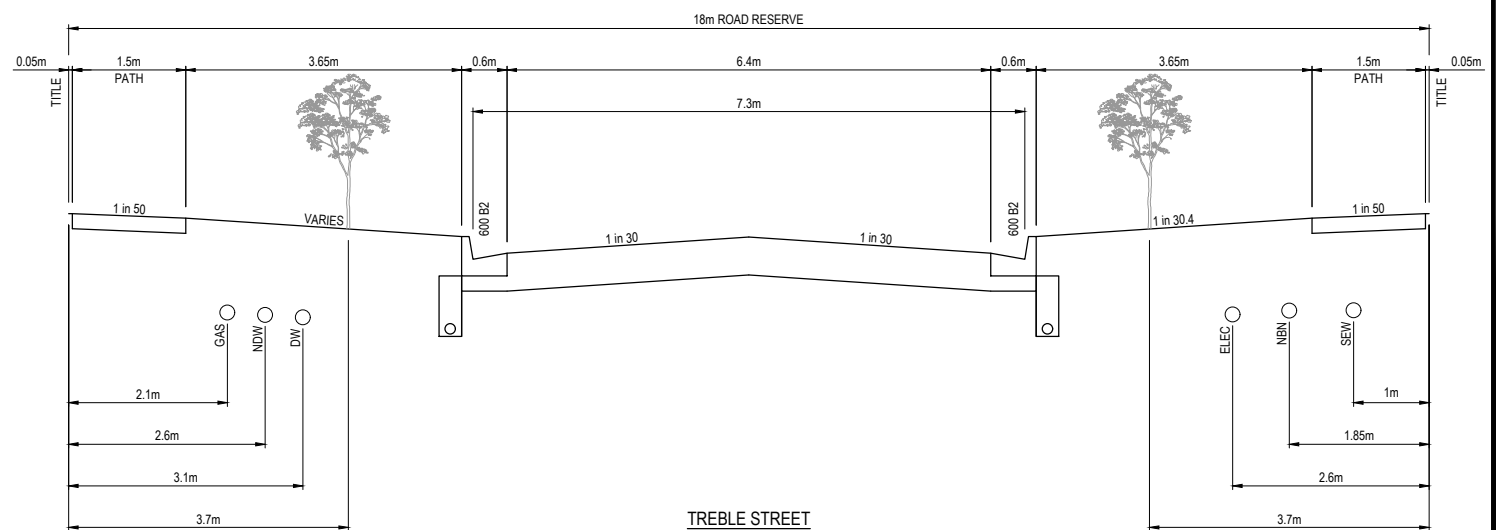 18m ROAD RESERVE
0.05m
1.5m
3.65m
0.6m
6.4m
0.6m
3.65m
1.5m
0.05m
PATH
PATH
TITLE
TITLE
7.3m
1 in 50
VARIES
600 B2
1 in 30
1 in 30
600 B2
1 in 30.4
1 in 50
GAS
NDW
DW
ELEC
NBN
SEW
2.1m
1m
2.6m
1.85m
3.1m
2.6m
3.7m
3.7m
TREBLE STREET